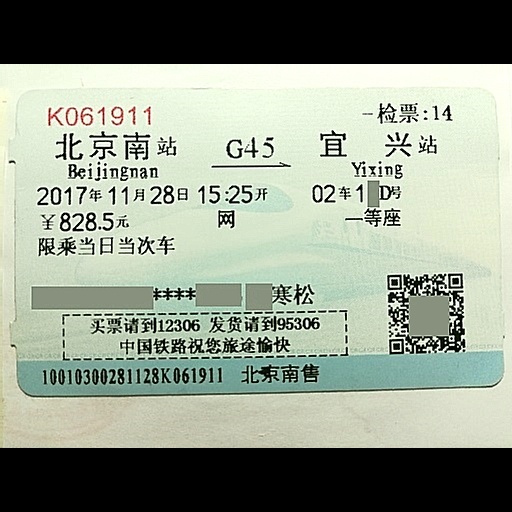 K061911 一检票:14
北京南站 G45 宜兴站
Beijingnan Yixing
2017年11月28日 15:25开 02车1 D号
￥828.5元 网 一等座
限乘当日当次车
**** 寒松
买票请到12306 发货请到95306
中国铁路祝您旅途愉快
10010300281128K061911 北京南售